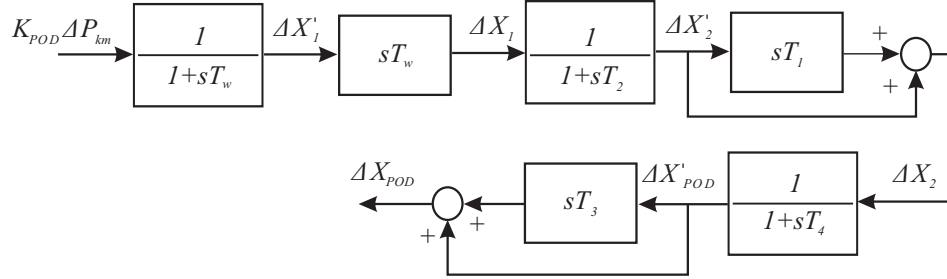 K_POD ΔP_km
1
1+sT_w
ΔX'_1
sT_w
ΔX_1
1
1+sT_2
ΔX'_2
sT_1
+
+
ΔX_POD
+
+
sT_3
ΔX'_POD
1
1+sT_4
ΔX_2